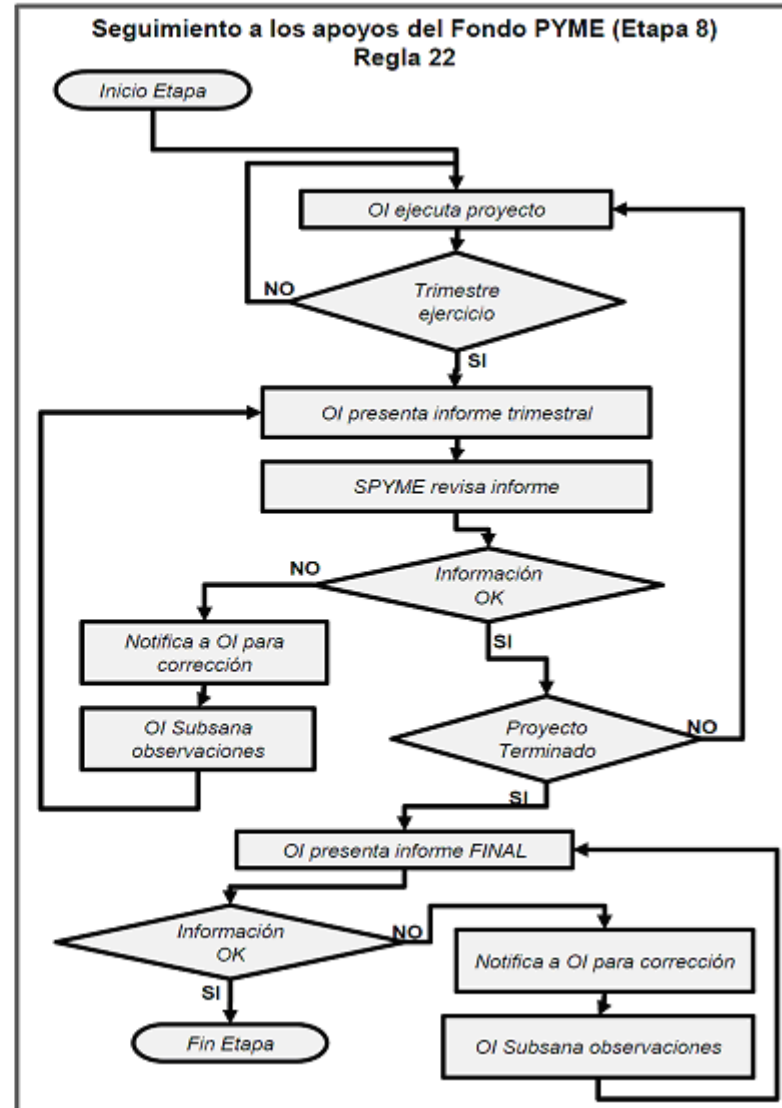 Seguimiento a los apoyos del Fondo PYME (Etapa 8)
Regla 22
Inicio Etapa
OI ejecuta proyecto
NO
Trimestre
ejercicio
SI
OI presenta informe trimestral
SPYME revisa informe
NO
Información
OK
SI
Notifica a OI para
corrección
OI Subsana
observaciones
Proyecto
Terminado
NO
SI
OI presenta informe FINAL
Información
OK
NO
SI
Notifica a OI para corrección
OI Subsana observaciones
Fin Etapa